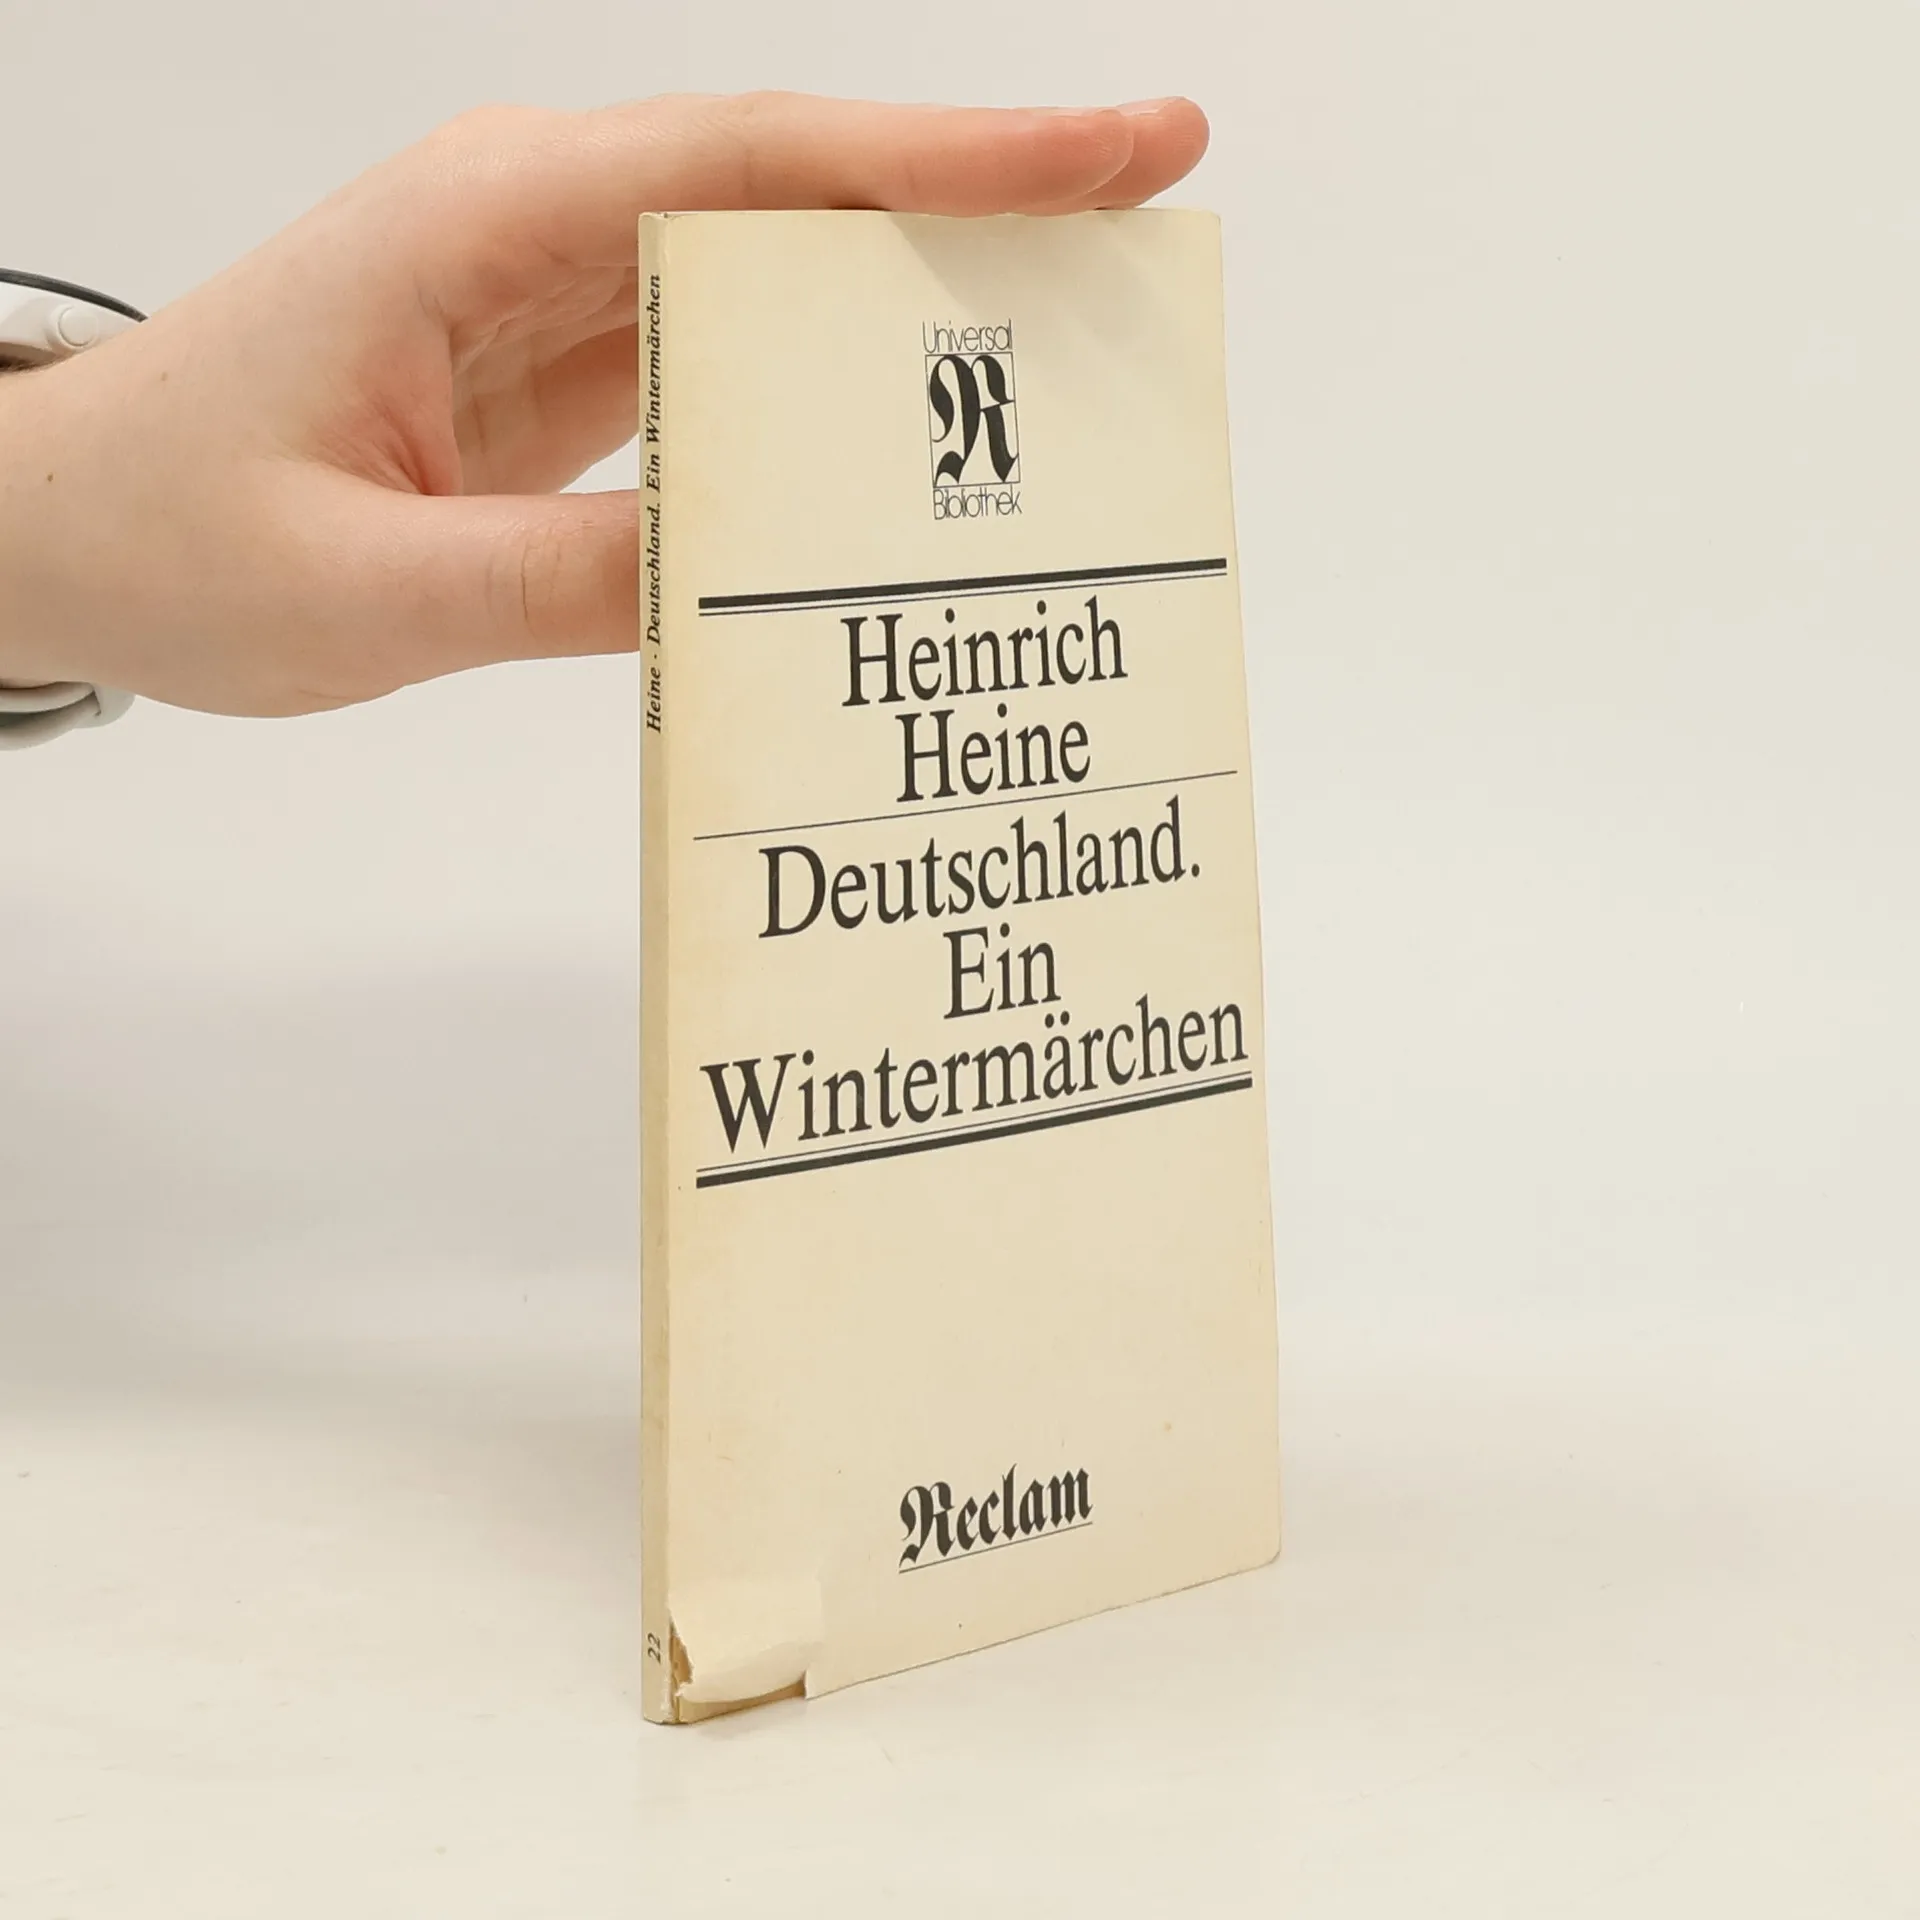 Universal
R
Bibliothek
Heinrich
Heine
Deutschland.
Ein
Wintermärchen
Reclam
Heine · Deutschland. Ein Wintermärchen
22